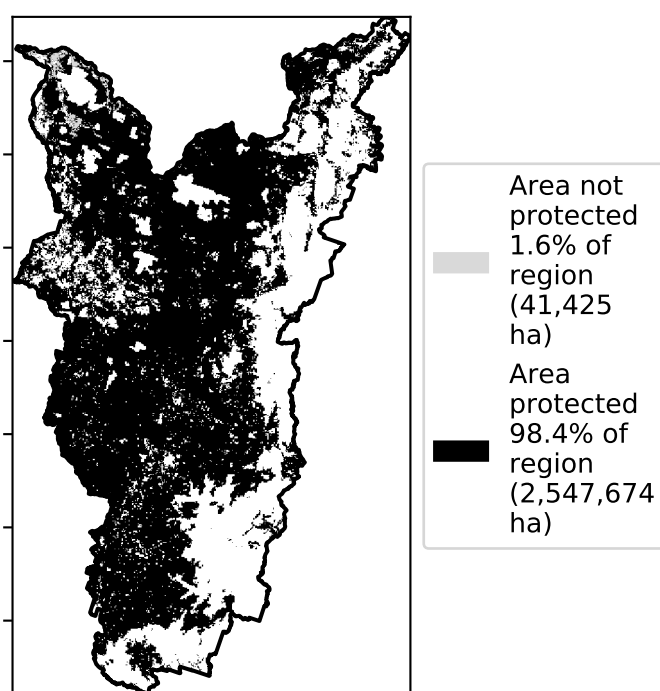 Area not
protected
1.6% of
region
(41,425
ha)
Area
protected
98.4% of
region
(2,547,674
ha)